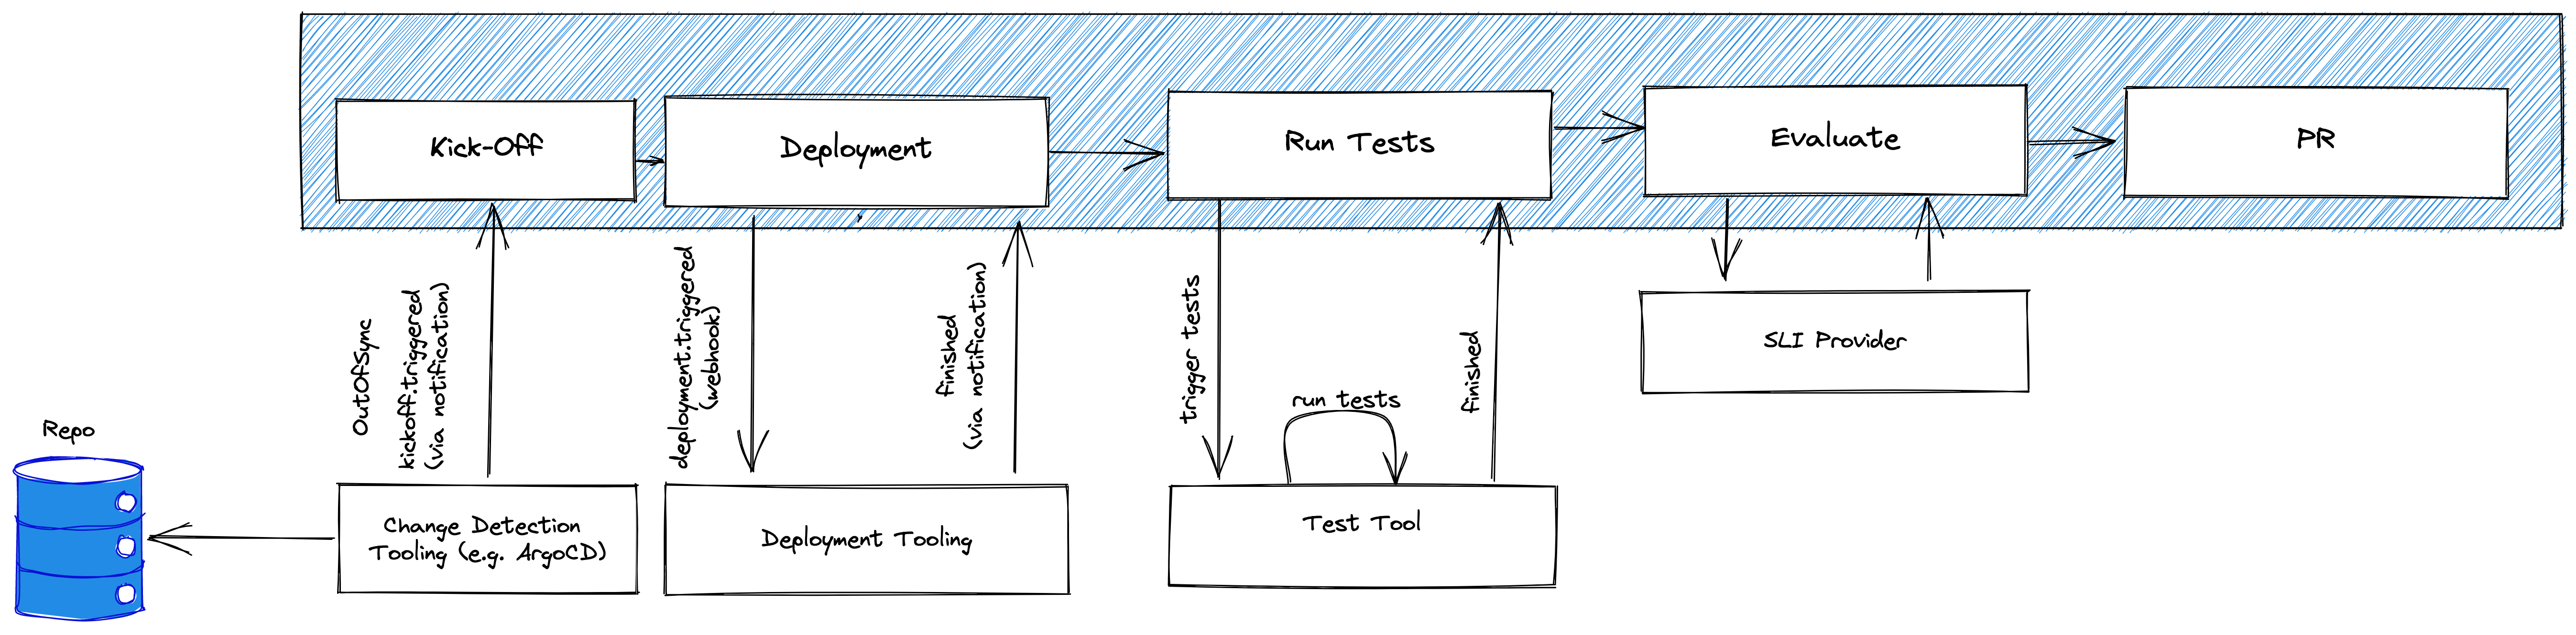 Kick-Off
Deployment
Run Tests
Evaluate
PR
OutOfSync
kickoff.triggered
(via notification)
deployment.triggered
(webhook)
finished
(via notification)
trigger tests
run tests
finished
SLI Provider
Repo
Change Detection
Tooling (e.g. ArgoCD)
Deployment Tooling
Test Tool